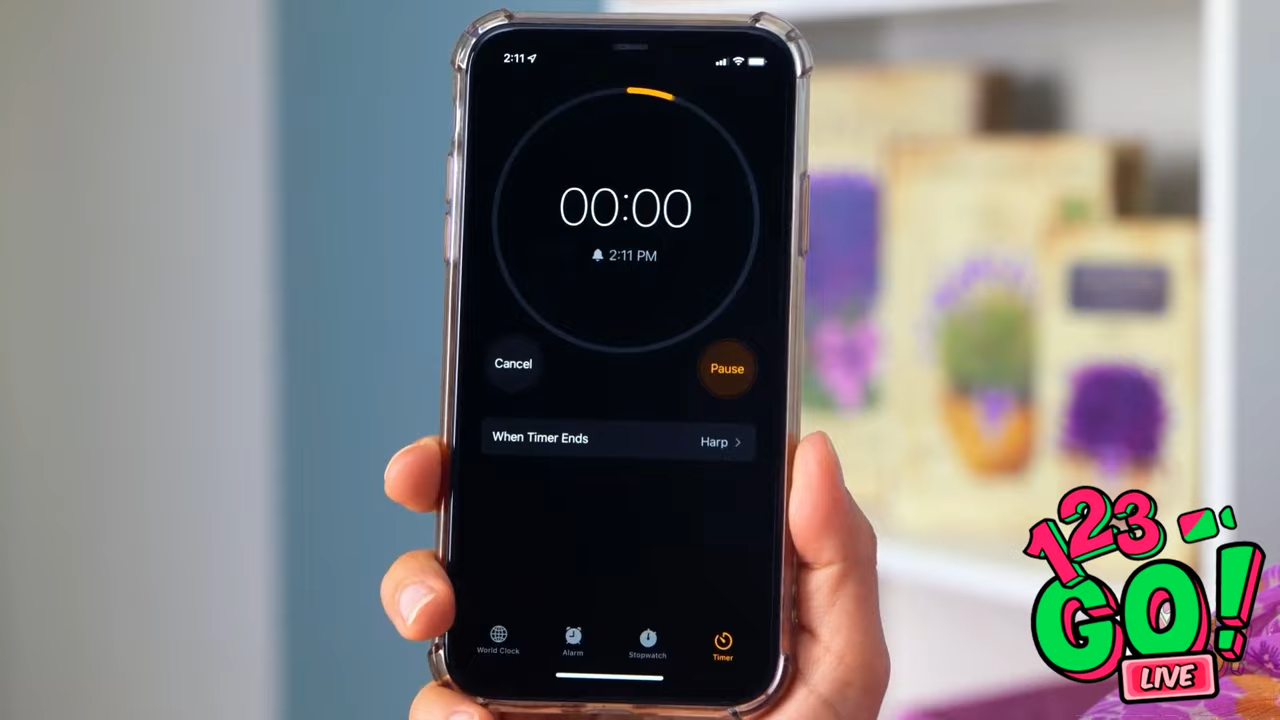 2:11
00:00
2:11 PM
Cancel
Pause
When Timer Ends
Harp
World Clock
Alarm
Stopwatch
Timer
123
GO!
LIVE